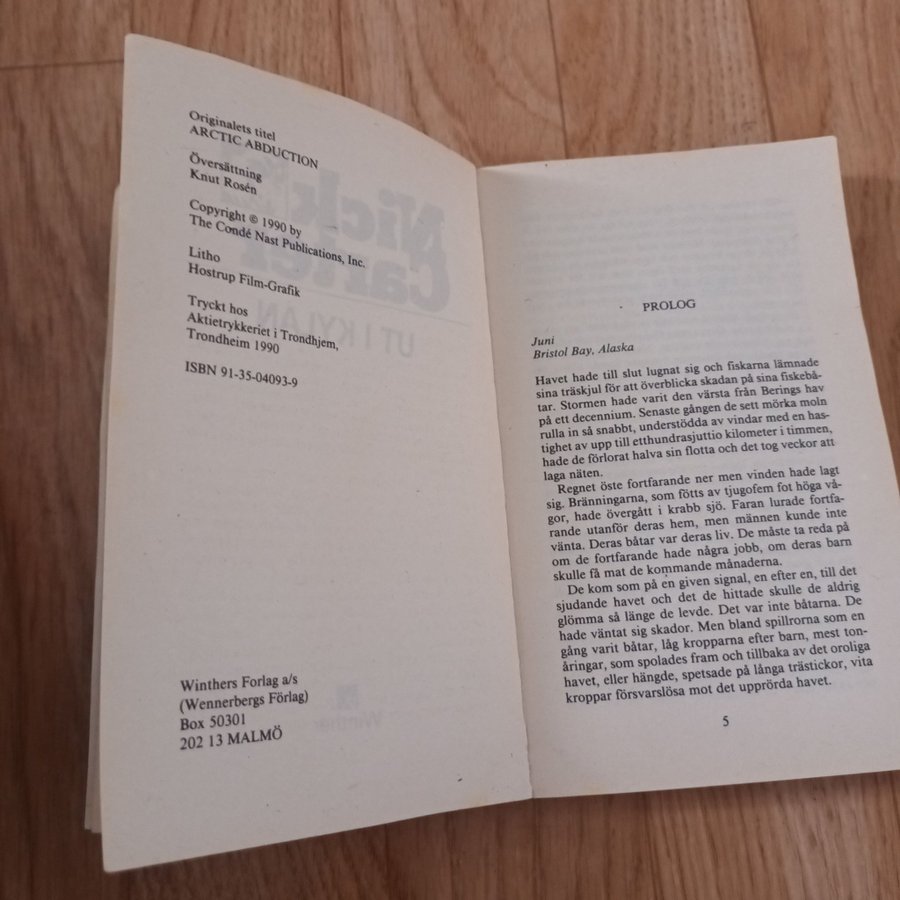 Originalets titel
ARCTIC ABDUCTION
Översättning
Knut Rosén
Copyright © 1990 by
The Condé Nast Publications, Inc.
Litho
Hostrup Film-Grafik
Tryckt hos
Aktietrykkeriet i Trondhjem,
Trondheim 1990
ISBN 91-35-04093-9
Winthers Forlag a/s
(Wennerbergs Förlag)
Box 50301
202 13 MALMÖ
Nick
Carter
UT I KYLAN
PROLOG
Juni
Bristol Bay, Alaska
Havet hade till slut lugnat sig och fiskarna lämnade
sina träskjul för att överblicka skadan på sina fiskebå-
tar. Stormen hade varit den värsta från Berings hav
på ett decennium. Senaste gången de sett mörka moln
rulla in så snabbt, understödda av vindar med en has-
tighet av upp till etthundrasjuttio kilometer i timmen,
hade de förlorat halva sin flotta och det tog veckor att
laga näten.
Regnet öste fortfarande ner men vinden hade lagt
sig. Bränningarna, som fötts av tjugofem fot höga vå-
gor, hade övergått i krabb sjö. Faran lurade fortfa-
rande utanför deras hem, men männen kunde inte
vänta. Deras båtar var deras liv. De måste ta reda på
om de fortfarande hade några jobb, om deras barn
skulle få mat de kommande månaderna.
De kom som på en given signal, en efter en, till det
sjudande havet och det de hittade skulle de aldrig
glömma så länge de levde. Det var inte båtarna. De
hade väntat sig skador. Men bland spillrorna som en
gång varit båtar, låg kropparna efter barn, mest ton-
åringar, som spolades fram och tillbaka av det oroliga
havet, eller hängde, spetsade på långa trästickor, vita
kroppar försvarslösa mot det upprörda havet.
5